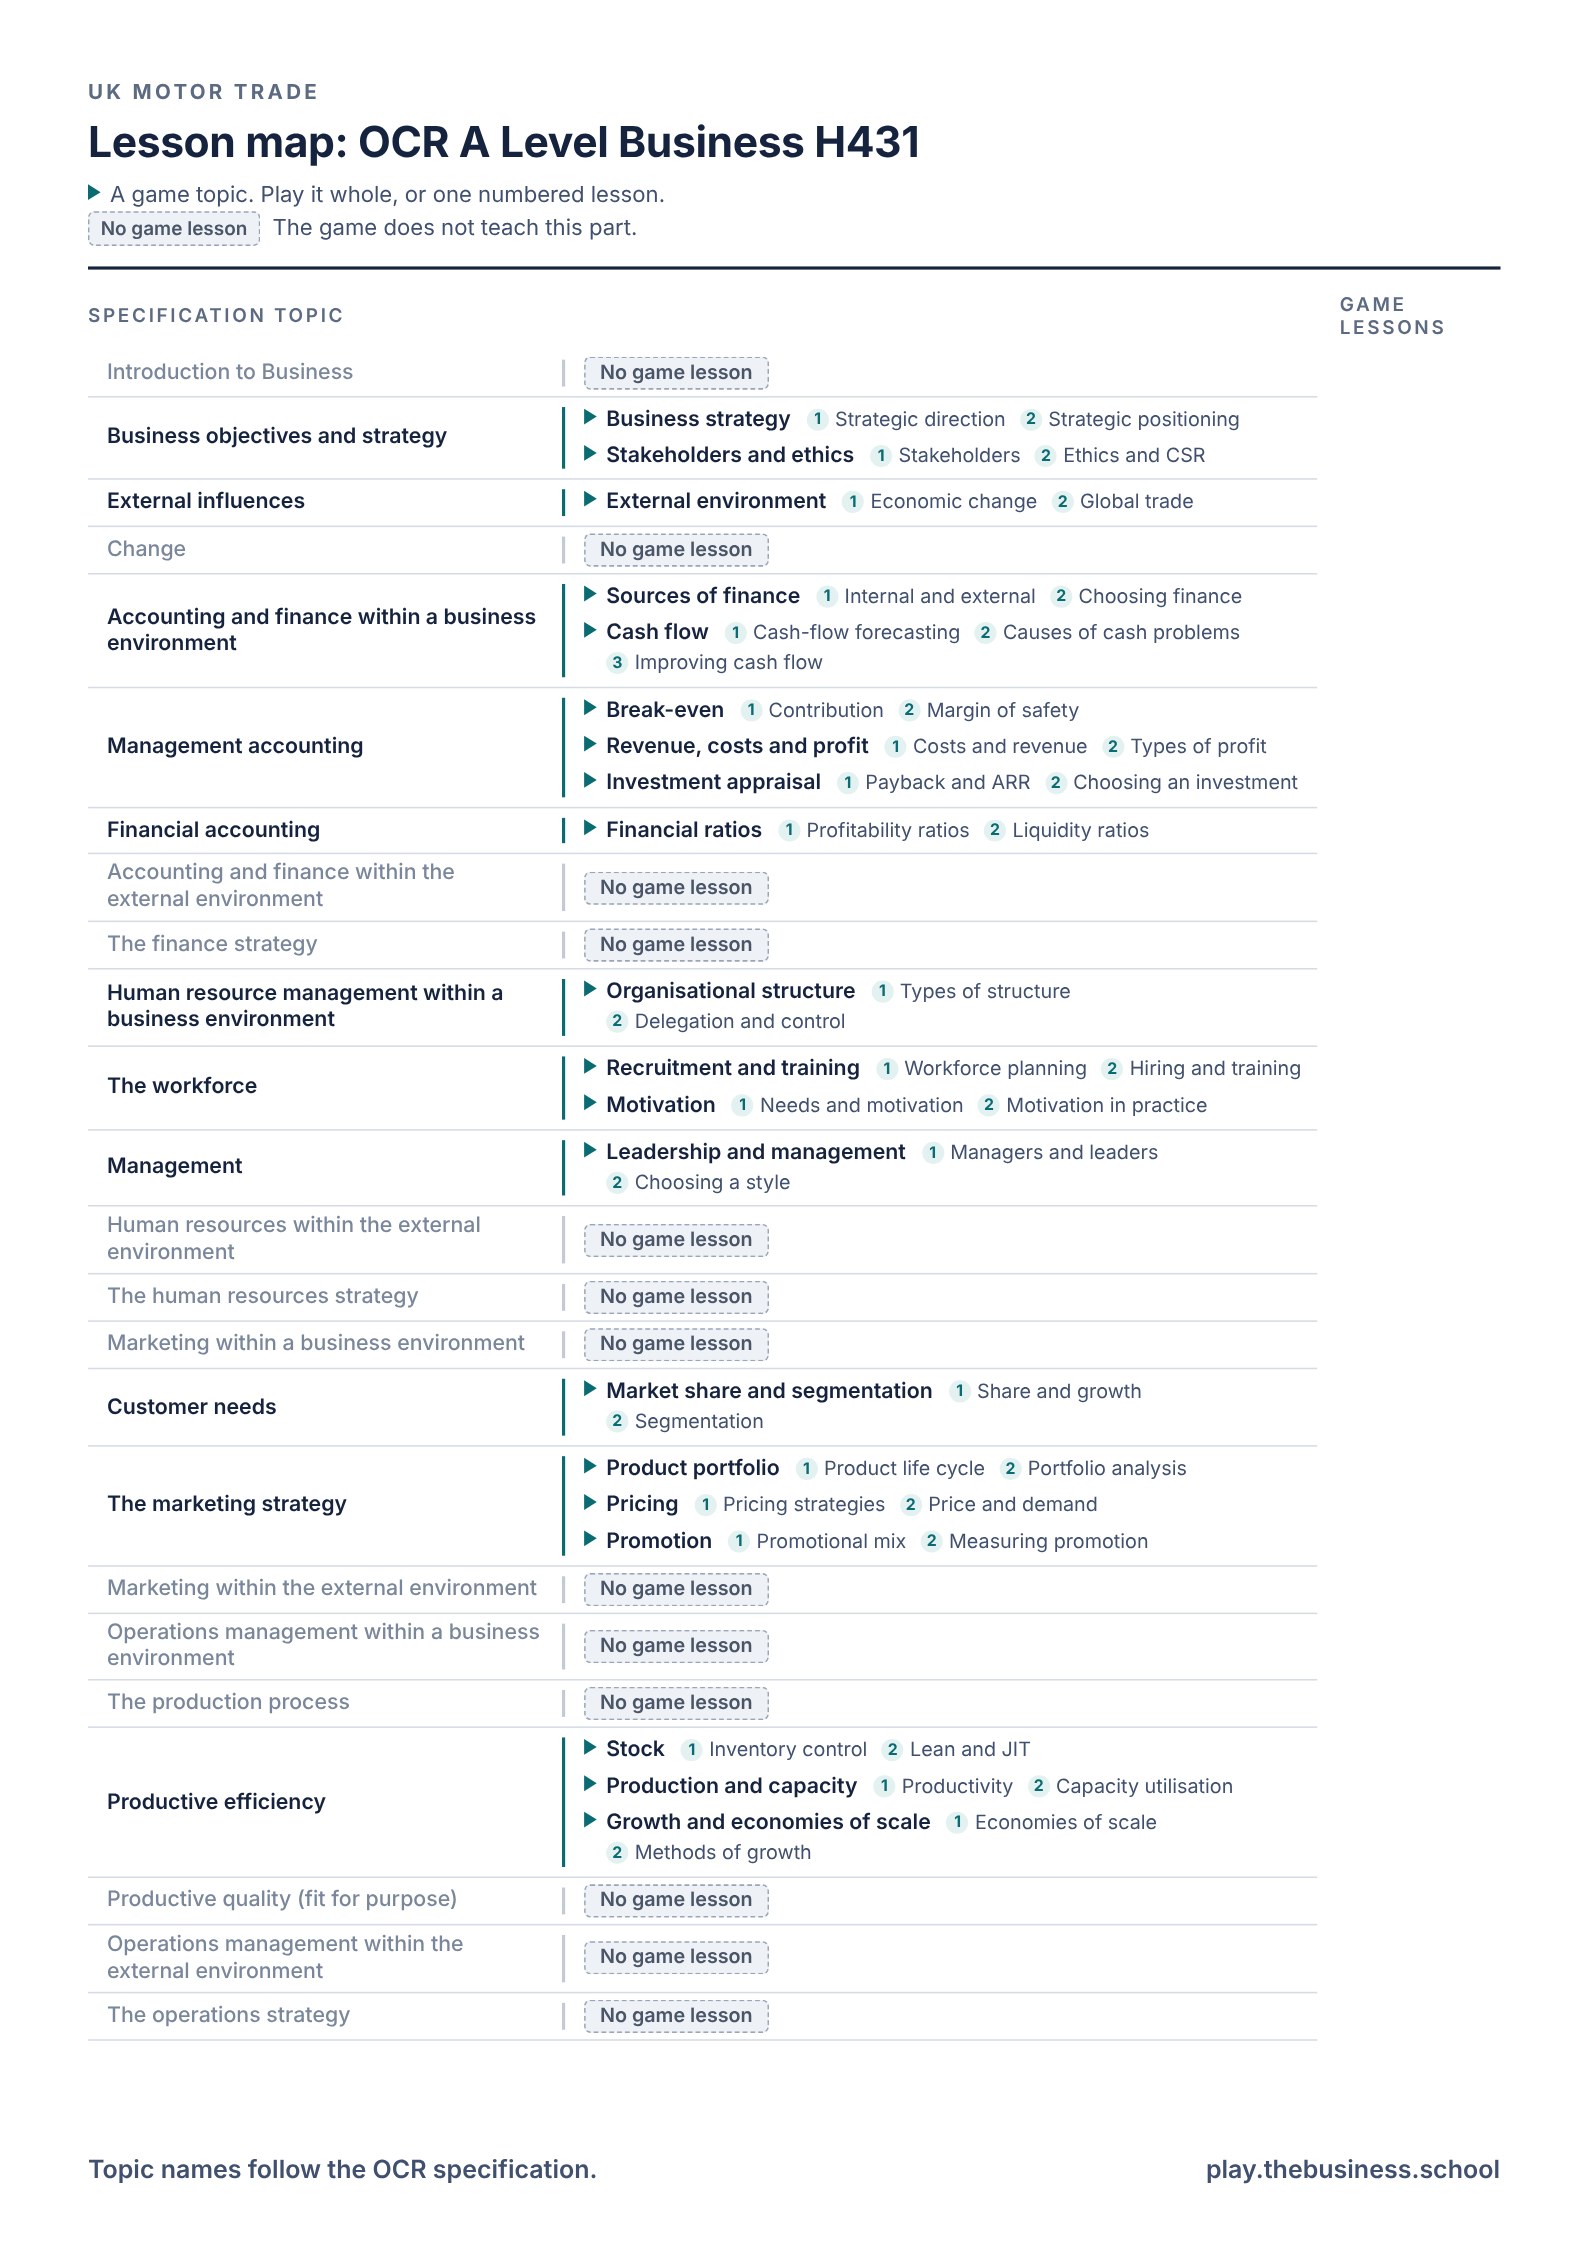 UK MOTOR TRADE
Lesson map: OCR A Level Business H431
A game topic. Play it whole, or one numbered lesson.
No game lesson The game does not teach this part.
SPECIFICATION TOPIC
GAME
LESSONS
Introduction to Business
No game lesson
Business objectives and strategy
Business strategy 1 Strategic direction 2 Strategic positioning
Stakeholders and ethics 1 Stakeholders 2 Ethics and CSR
External influences
External environment 1 Economic change 2 Global trade
Change
No game lesson
Accounting and finance within a business
environment
Sources of finance 1 Internal and external 2 Choosing finance
Cash flow 1 Cash-flow forecasting 2 Causes of cash problems
3 Improving cash flow
Management accounting
Break-even 1 Contribution 2 Margin of safety
Revenue, costs and profit 1 Costs and revenue 2 Types of profit
Investment appraisal 1 Payback and ARR 2 Choosing an investment
Financial accounting
Financial ratios 1 Profitability ratios 2 Liquidity ratios
Accounting and finance within the
external environment
No game lesson
The finance strategy
No game lesson
Human resource management within a
business environment
Organisational structure 1 Types of structure
2 Delegation and control
The workforce
Recruitment and training 1 Workforce planning 2 Hiring and training
Motivation 1 Needs and motivation 2 Motivation in practice
Management
Leadership and management 1 Managers and leaders
2 Choosing a style
Human resources within the external
environment
No game lesson
The human resources strategy
No game lesson
Marketing within a business environment
No game lesson
Customer needs
Market share and segmentation 1 Share and growth
2 Segmentation
The marketing strategy
Product portfolio 1 Product life cycle 2 Portfolio analysis
Pricing 1 Pricing strategies 2 Price and demand
Promotion 1 Promotional mix 2 Measuring promotion
Marketing within the external environment
No game lesson
Operations management within a business
environment
No game lesson
The production process
No game lesson
Productive efficiency
Stock 1 Inventory control 2 Lean and JIT
Production and capacity 1 Productivity 2 Capacity utilisation
Growth and economies of scale 1 Economies of scale
2 Methods of growth
Productive quality (fit for purpose)
No game lesson
Operations management within the
external environment
No game lesson
The operations strategy
No game lesson
Topic names follow the OCR specification.
play.thebusiness.school